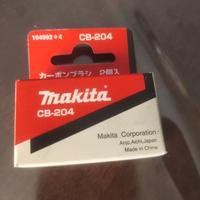 194992-4 CB-204
カーボンブラシ 2個入
makita
CB-204
Makita Corporation
Anjo,Aichi,Japan
Made in China